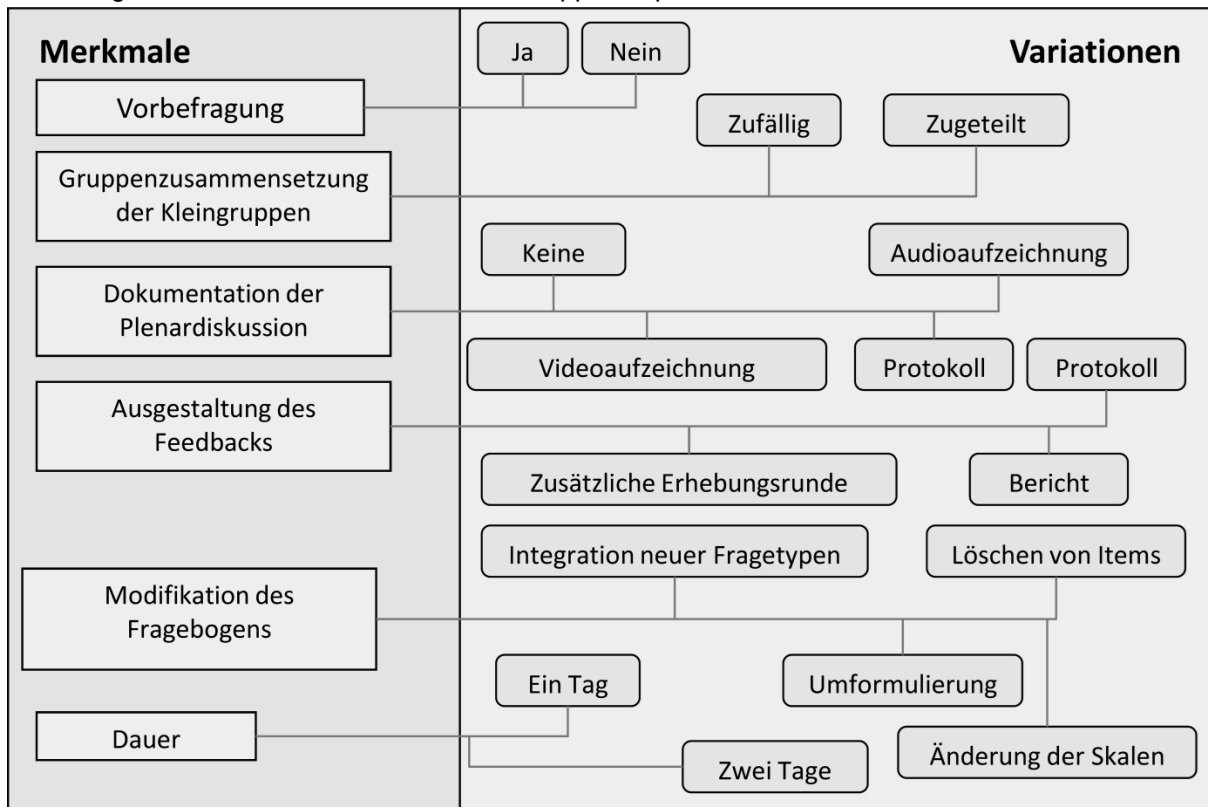 Merkmale
Variationen
Ja
Nein
Vorbefragung
Zufällig
Zugeteilt
Gruppenzusammensetzung
der Kleingruppen
Keine
Audioaufzeichnung
Dokumentation der
Plenardiskussion
Videoaufzeichnung
Protokoll
Protokoll
Ausgestaltung des
Feedbacks
Zusätzliche Erhebungsrunde
Bericht
Integration neuer Fragetypen
Löschen von Items
Modifikation des
Fragebogens
Ein Tag
Umformulierung
Dauer
Zwei Tage
Änderung der Skalen